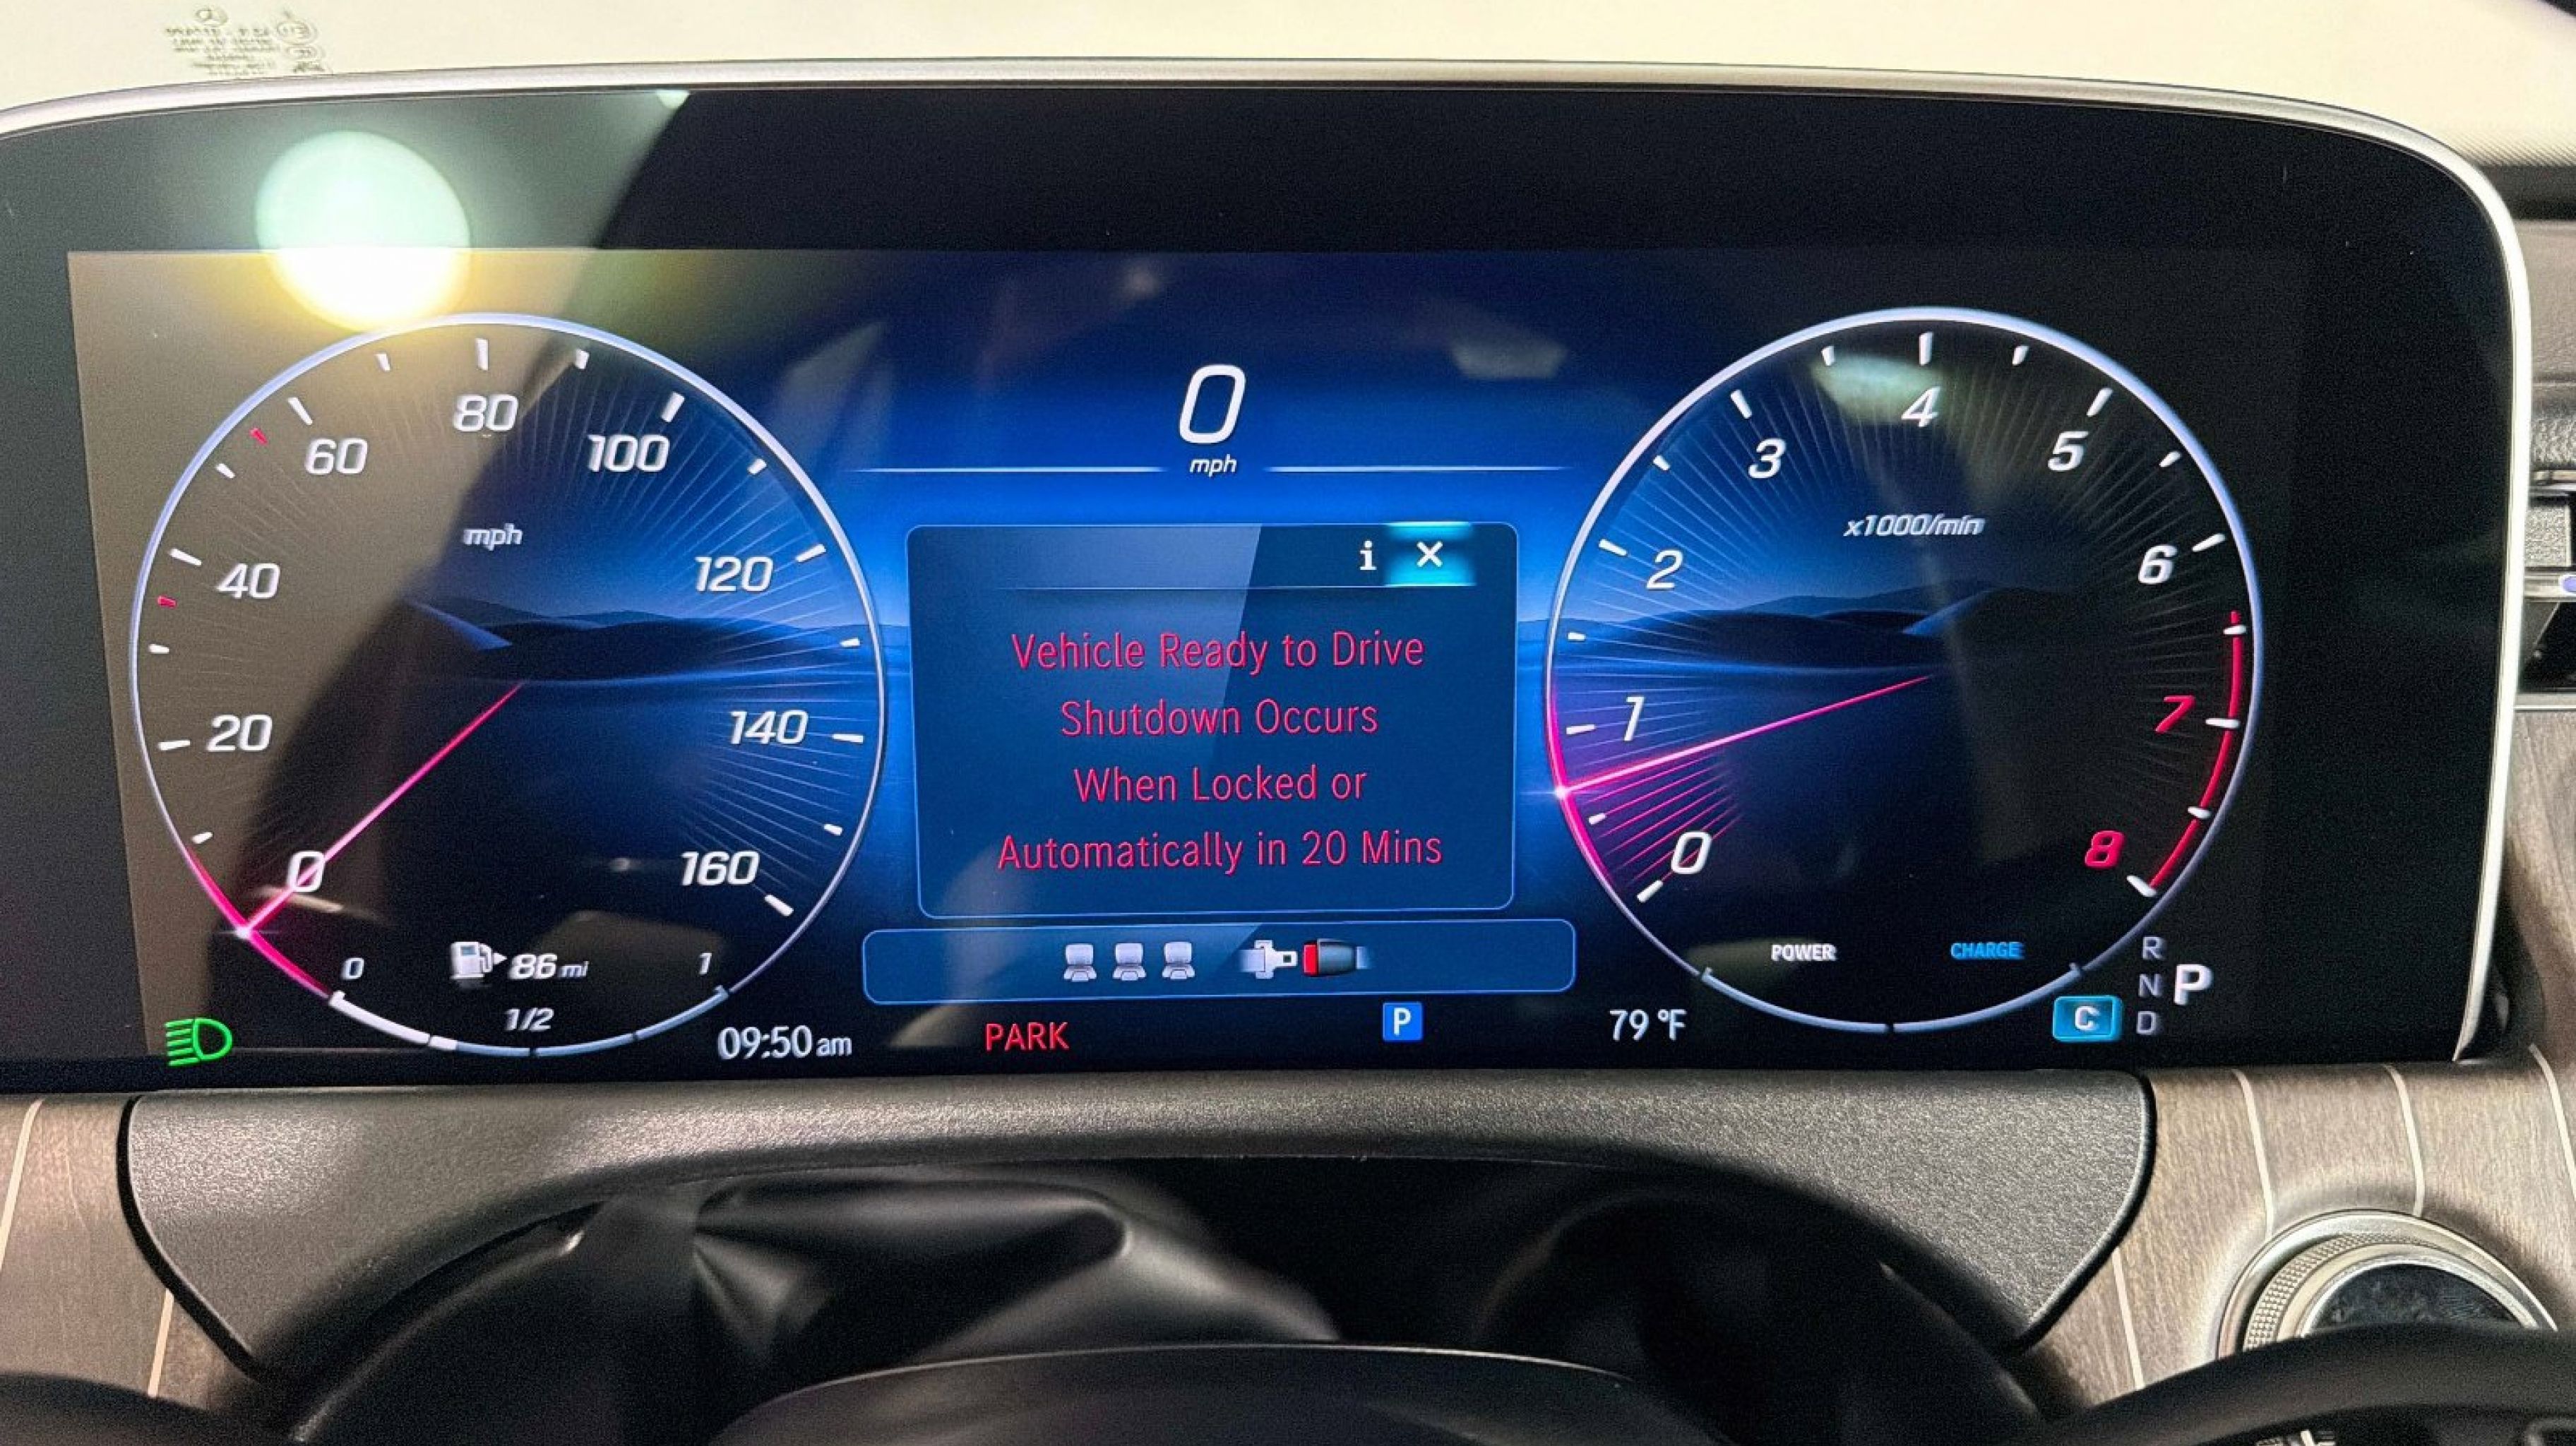 0
mph
80
60
100
mph
40
120
20
140
0
160
0
86 mi
1
1/2
i ×
Vehicle Ready to Drive
Shutdown Occurs
When Locked or
Automatically in 20 Mins
4
3
5
x1000/min
2
6
1
7
0
8
POWER
CHARGE
R
N P
C D
09:50 am
PARK
P
79 °F